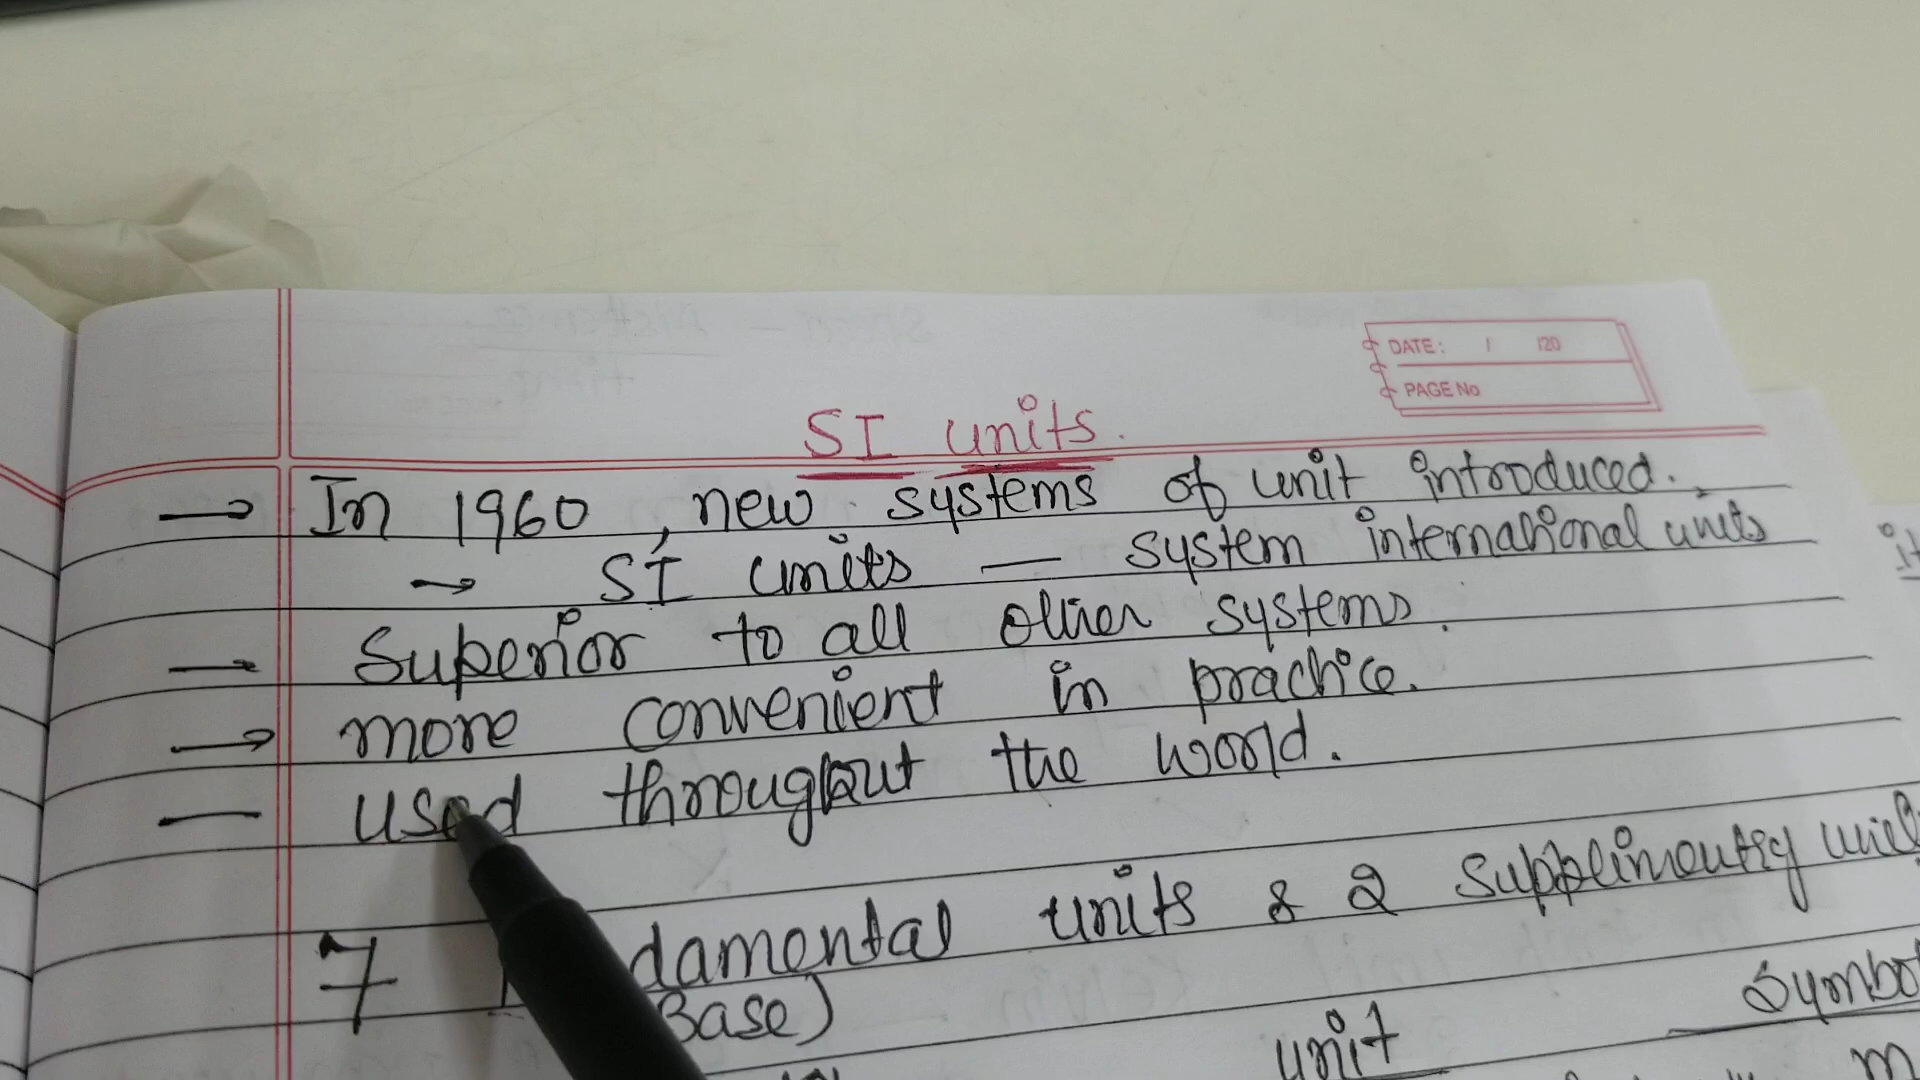 DATE: / /20
PAGE No
SI units.
→ In 1960, new systems of unit introduced.
→ SI units — system international units
→ Superior to all other systems.
→ more convenient in practice.
— used throughout the world.
7 damental units & 2 supplimentry
Base)
unit